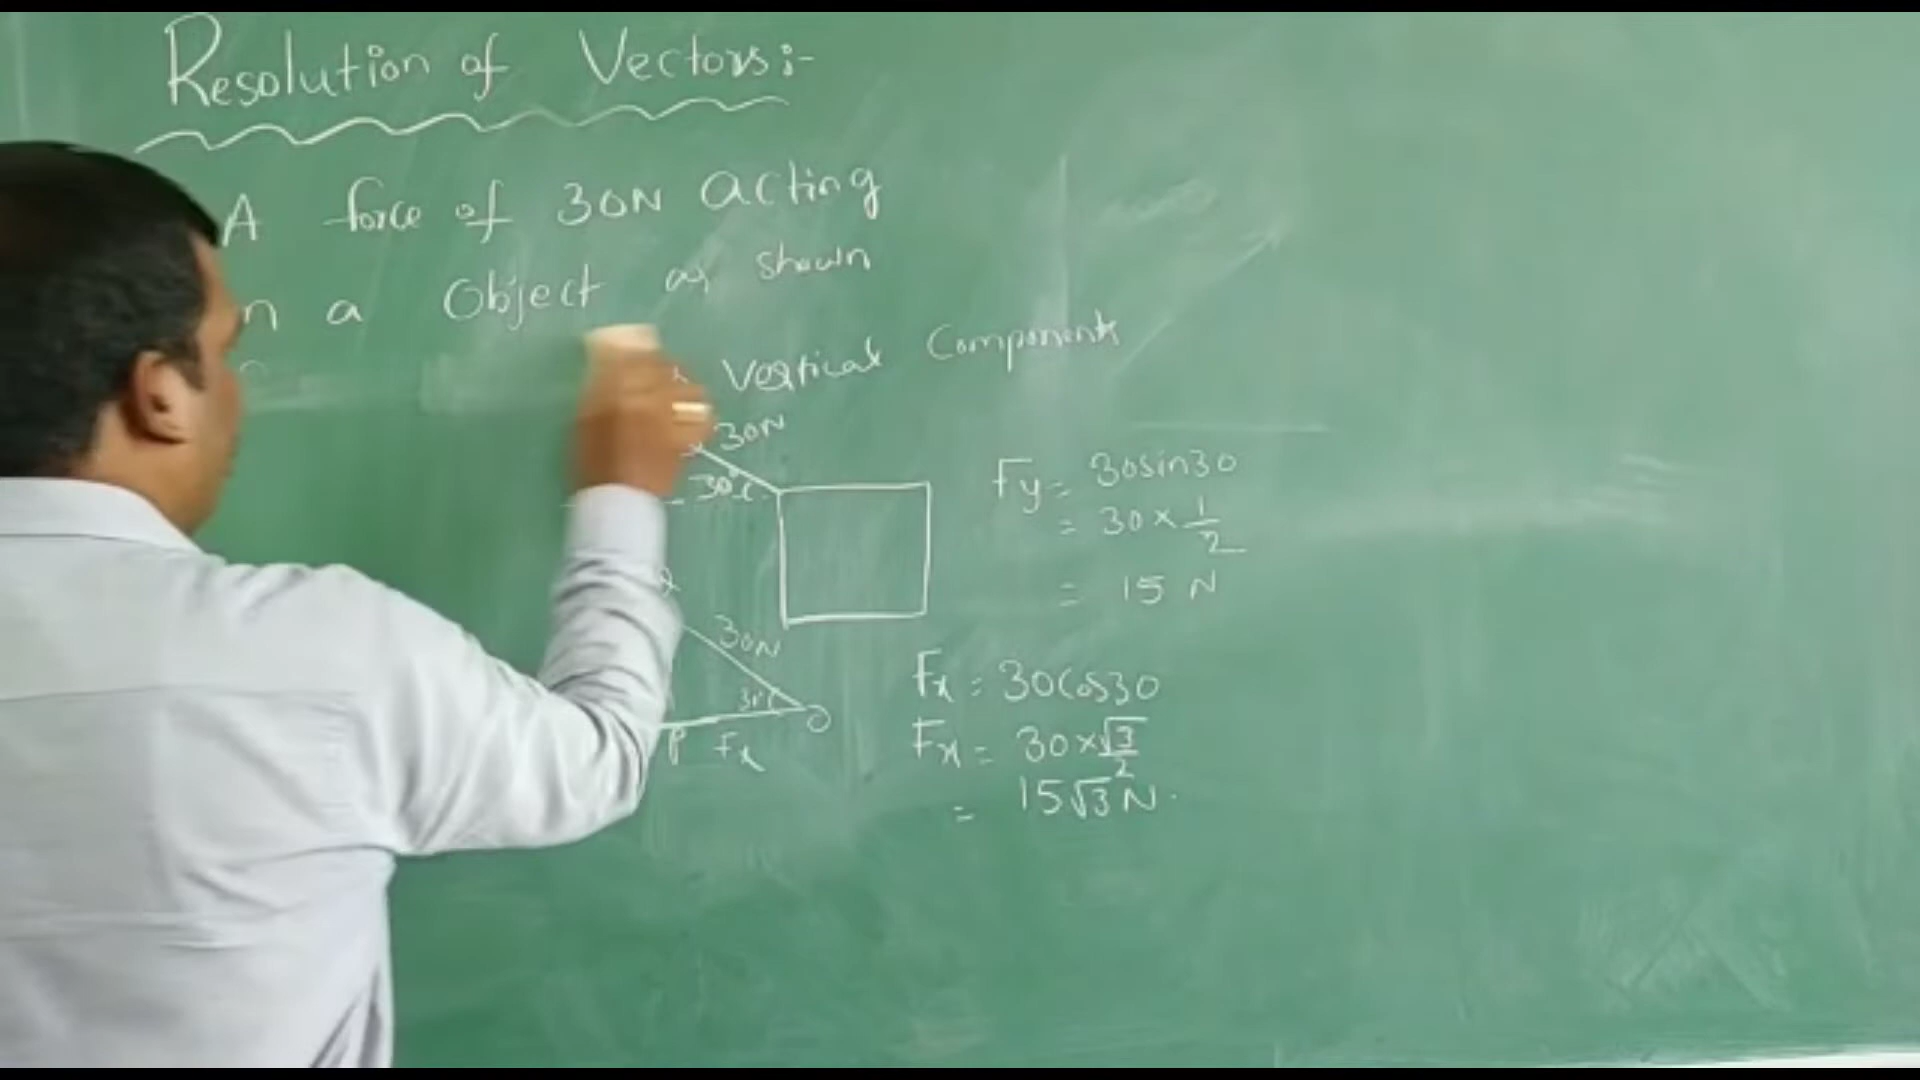 Resolution of Vectors:-
A force of 30N acting
n a Object as shown
Vertical Components
30N
30°
Fy = 30sin30
= 30 × 1/2
= 15 N
30N
30°
P Fx O
Fx = 30Cos30
Fx = 30 × √3/2
= 15√3 N.